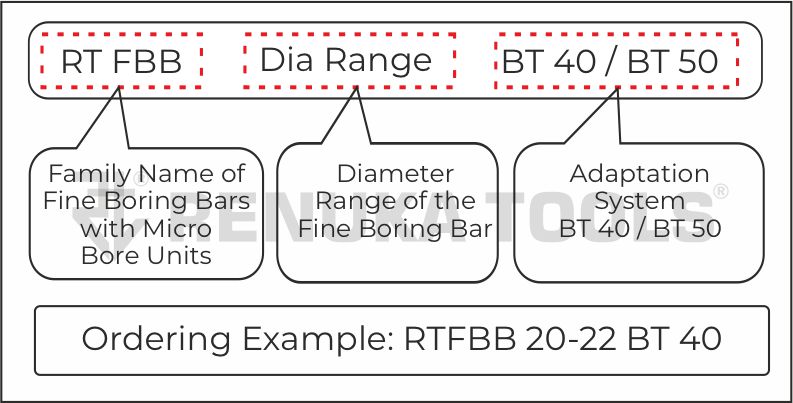 RT FBB Dia Range BT 40 / BT 50
Family Name of
Fine Boring Bars
with Micro
Bore Units
Diameter
Range of the
Fine Boring Bar
Adaptation
System
BT 40 / BT 50
RENUKA TOOLS®
Ordering Example: RTFBB 20-22 BT 40